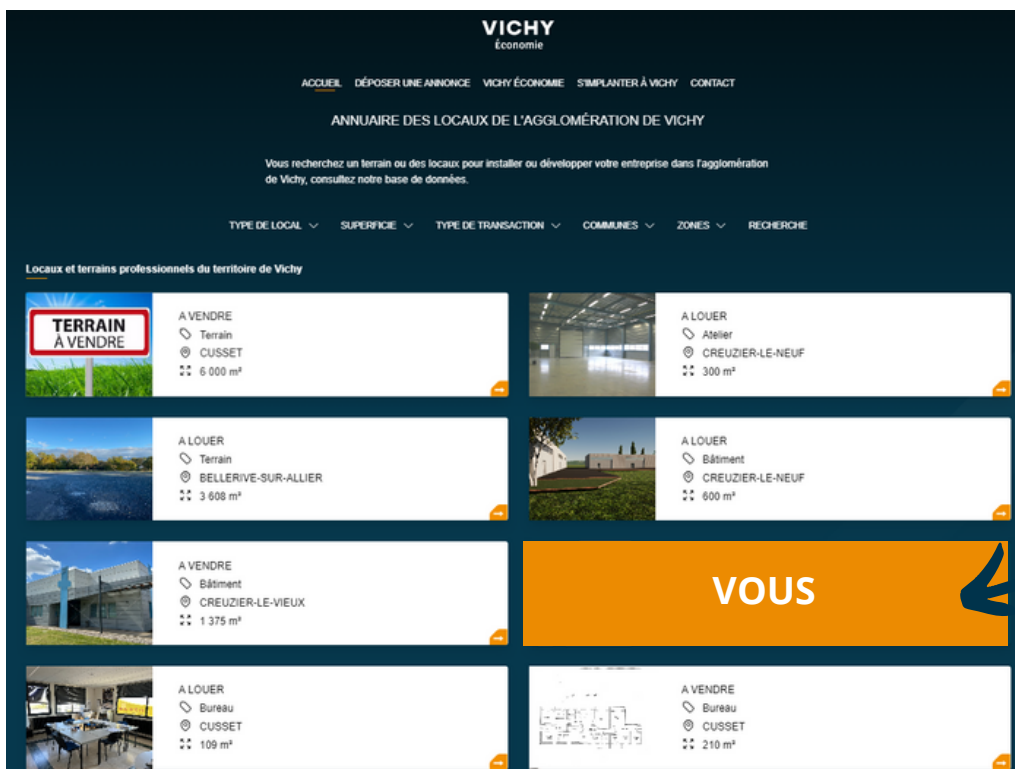 VICHY
Économie
ACCUEIL DÉPOSER UNE ANNONCE VICHY ÉCONOMIE S'IMPLANTER À VICHY CONTACT
ANNUAIRE DES LOCAUX DE L'AGGLOMÉRATION DE VICHY
Vous recherchez un terrain ou des locaux pour installer ou développer votre entreprise dans l'agglomération
de Vichy, consultez notre base de données.
TYPE DE LOCAL SUPERFICIE TYPE DE TRANSACTION COMMUNES ZONES RECHERCHE
Locaux et terrains professionnels du territoire de Vichy
TERRAIN
À VENDRE
A VENDRE
Terrain
CUSSET
6 000 m²
A LOUER
Atelier
CREUZIER-LE-NEUF
300 m²
A LOUER
Terrain
BELLERIVE-SUR-ALLIER
3 608 m²
A LOUER
Bâtiment
CREUZIER-LE-NEUF
600 m²
A VENDRE
Bâtiment
CREUZIER-LE-VIEUX
1 375 m²
VOUS
A LOUER
Bureau
CUSSET
109 m²
A VENDRE
Bureau
CUSSET
210 m²